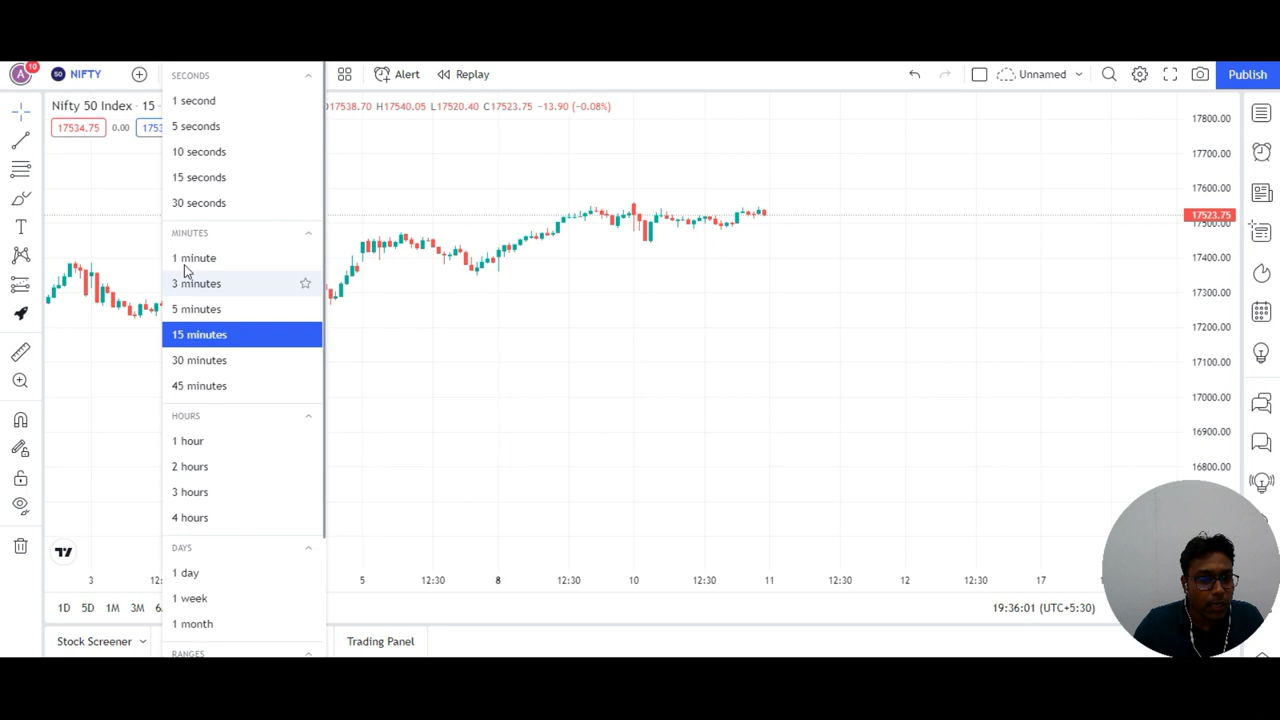 A 10 50 NIFTY Alert Replay Unnamed Publish
Nifty 50 Index · 15 · O17538.70 H17540.05 L17520.40 C17523.75 −13.90 (−0.08%)
17534.75 0.00
SECONDS
1 second
5 seconds
10 seconds
15 seconds
30 seconds
MINUTES
1 minute
3 minutes
5 minutes
15 minutes
30 minutes
45 minutes
HOURS
1 hour
2 hours
3 hours
4 hours
DAYS
1 day
1 week
1 month
RANGES
17800.00
17700.00
17600.00
17523.75
17500.00
17400.00
17300.00
17200.00
17100.00
17000.00
16900.00
16800.00
3 5 12:30 8 12:30 10 12:30 11 12:30 12 12:30 17
1D 5D 1M 3M 19:36:01 (UTC+5:30)
Stock Screener Trading Panel